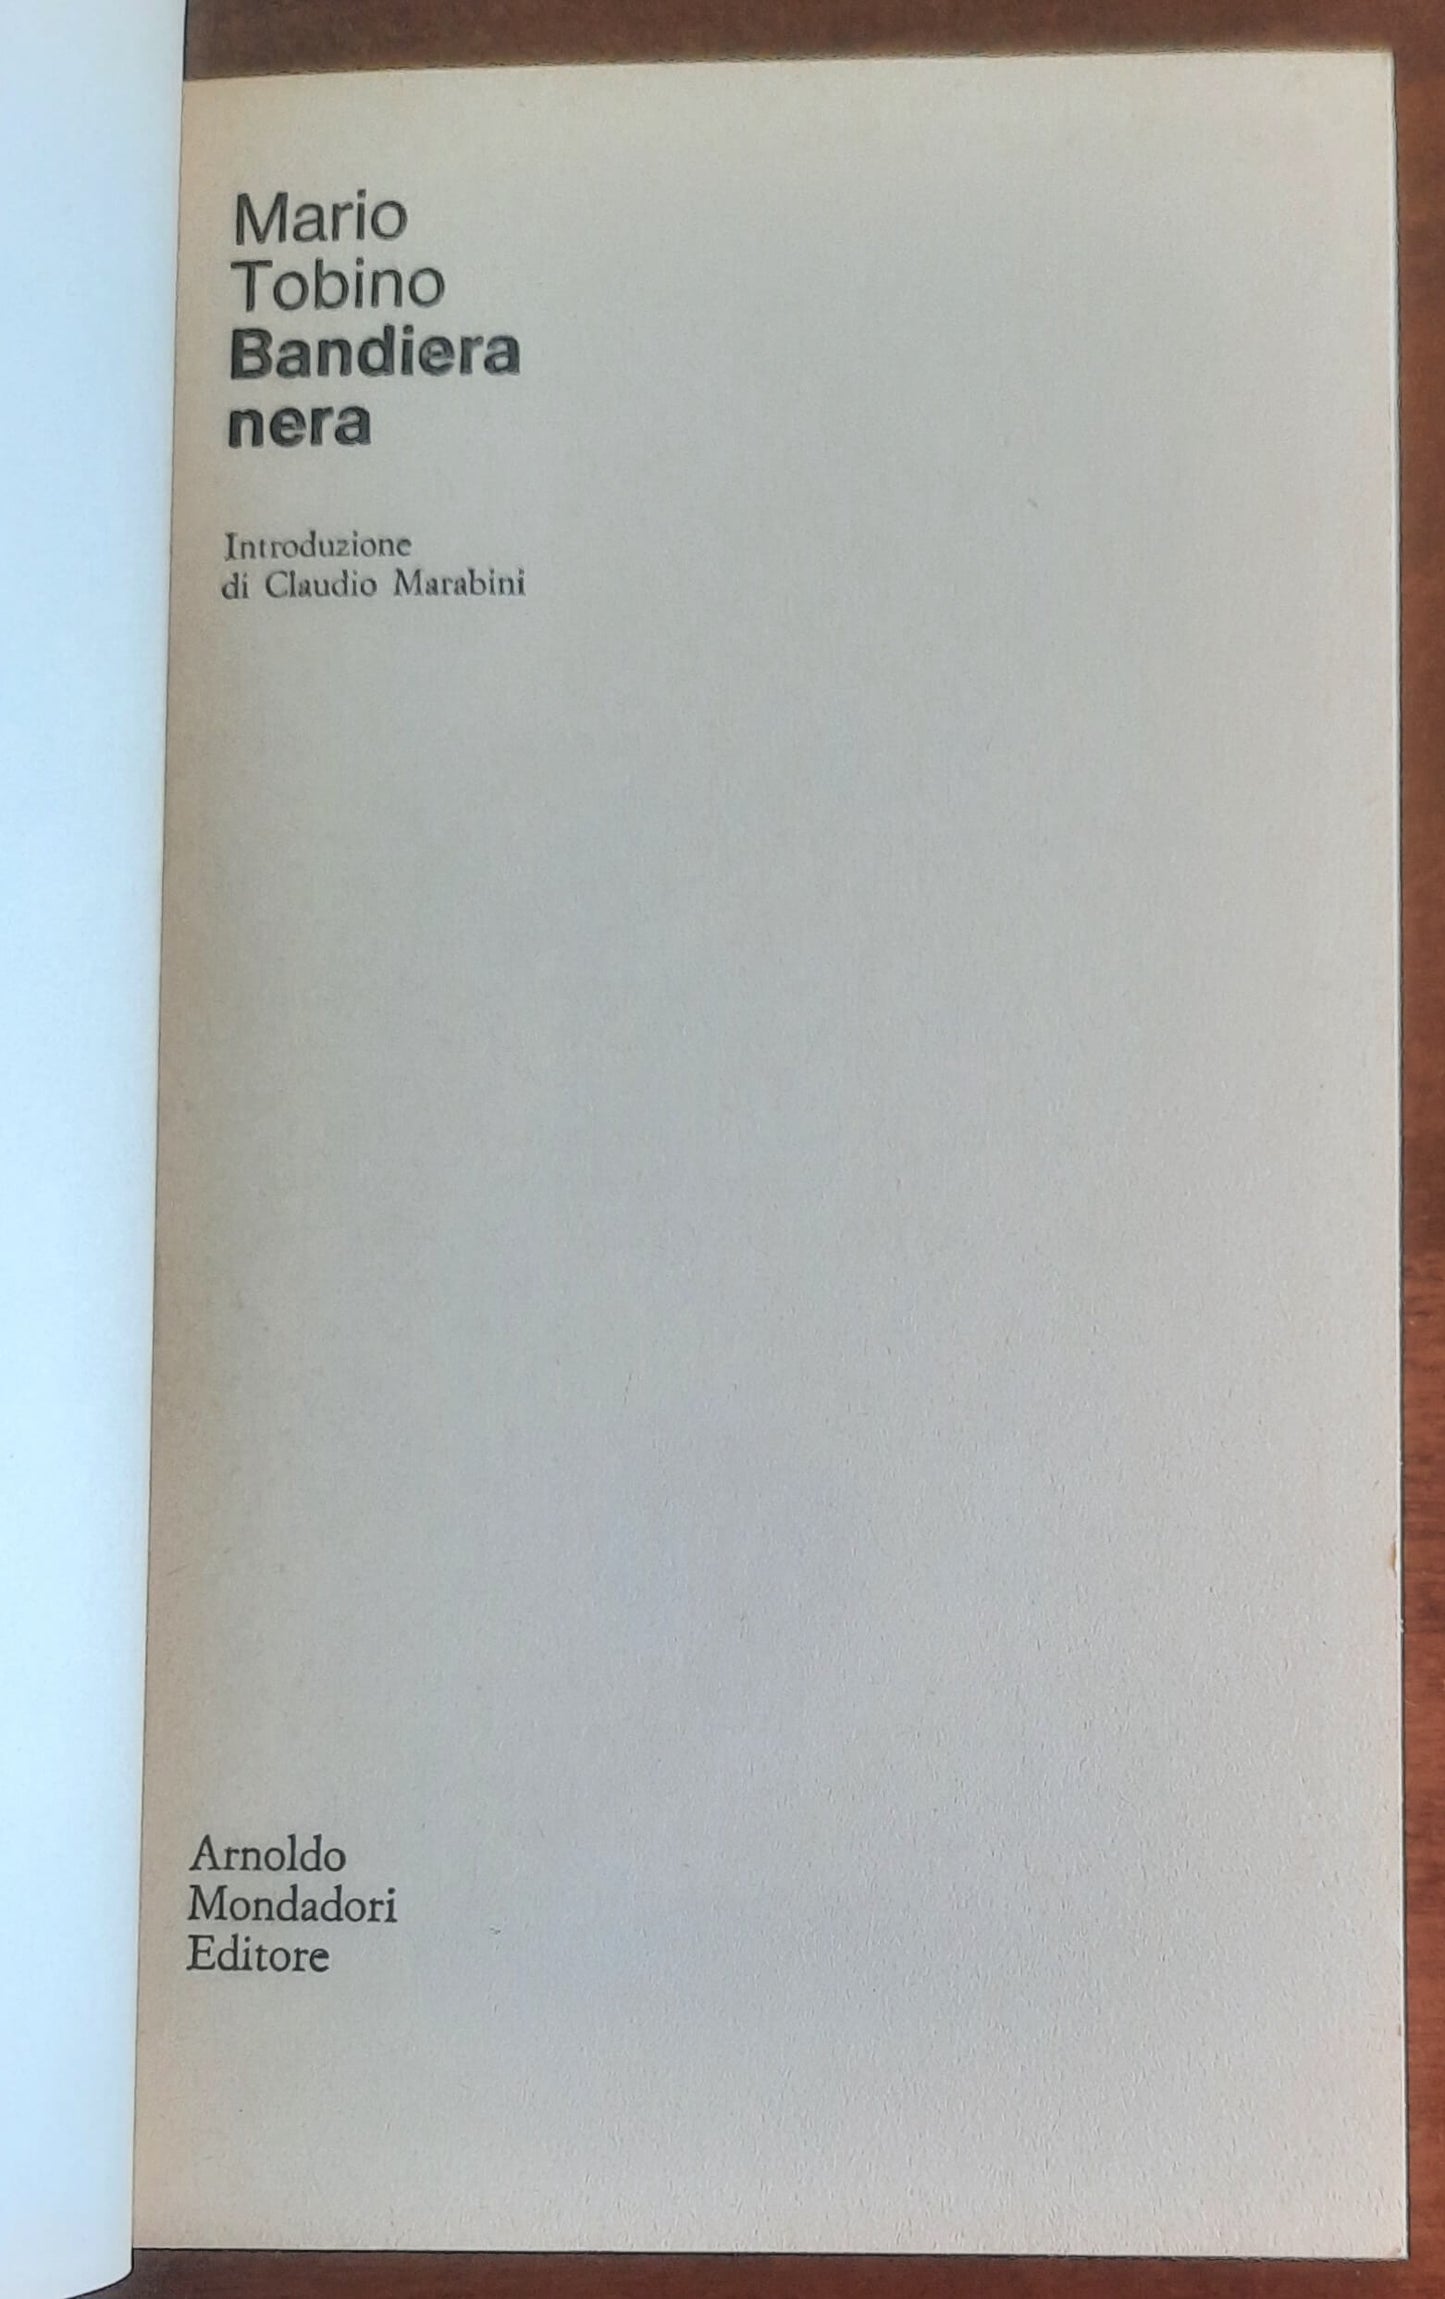 Mario
Tobino
Bandiera
nera
Introduzione
di Claudio Marabini
Arnoldo
Mondadori
Editore